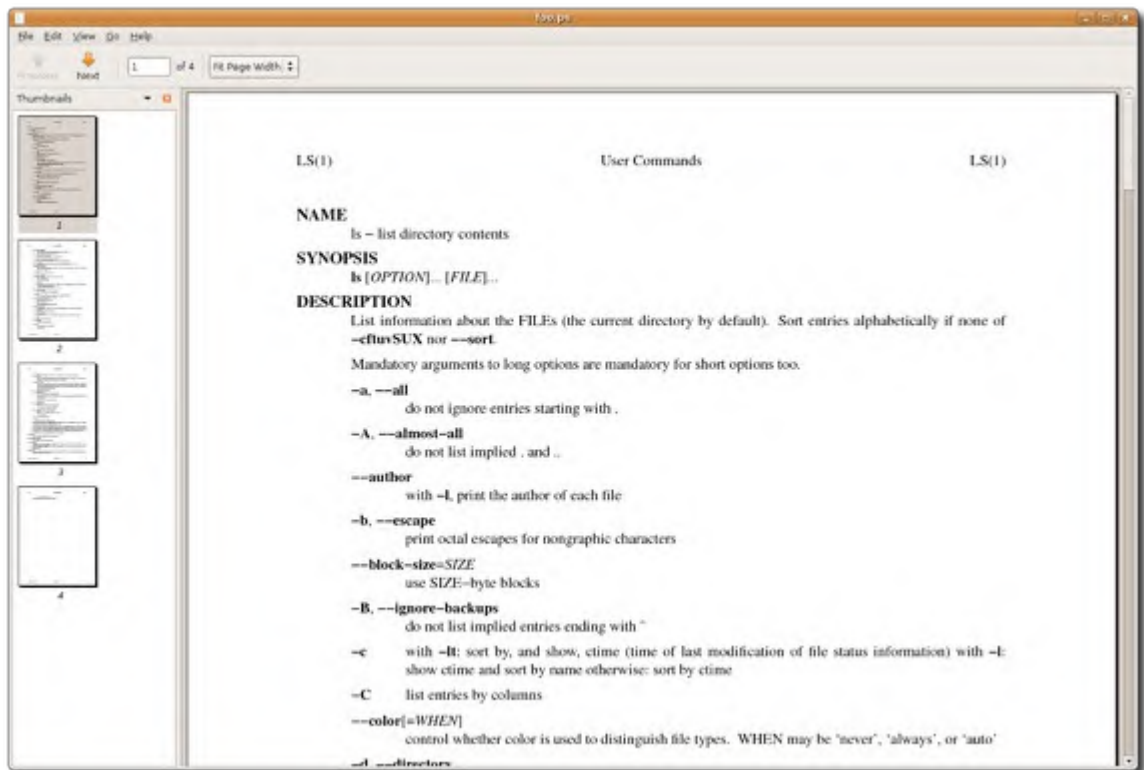 foo.ps
File Edit View Go Help
Previous Next 1 of 4 Fit Page Width
Thumbnails
1
2
3
4
LS(1) User Commands LS(1)
NAME
ls − list directory contents
SYNOPSIS
ls [OPTION]... [FILE]...
DESCRIPTION
List information about the FILEs (the current directory by default). Sort entries alphabetically if none of
−cftuvSUX nor −−sort.
Mandatory arguments to long options are mandatory for short options too.
−a, −−all
do not ignore entries starting with .
−A, −−almost−all
do not list implied . and ..
−−author
with −l, print the author of each file
−b, −−escape
print octal escapes for nongraphic characters
−−block−size=SIZE
use SIZE−byte blocks
−B, −−ignore−backups
do not list implied entries ending with ~
−c with −lt: sort by, and show, ctime (time of last modification of file status information) with −l:
show ctime and sort by name otherwise: sort by ctime
−C list entries by columns
−−color[=WHEN]
control whether color is used to distinguish file types. WHEN may be ‘never’, ‘always’, or ‘auto’
−d, −−directory